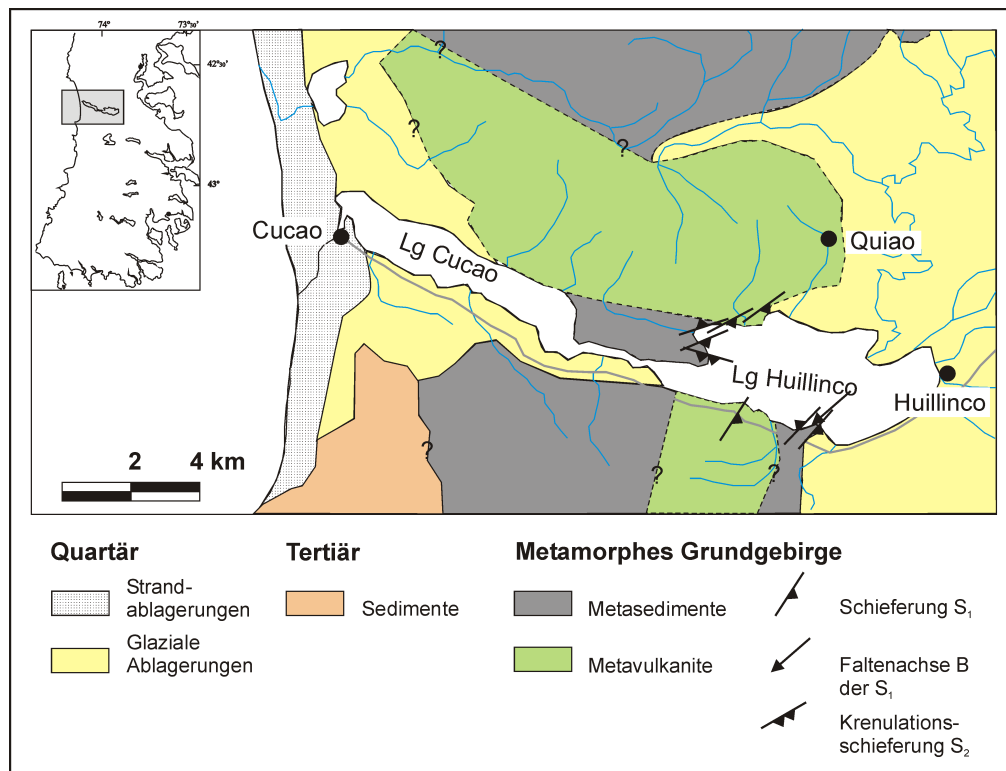 74°
73°30'
42°30'
43°
?
?
?
Cucao
Lg Cucao
Quiao
Lg Huillinco
Huillinco
?
?
?
2 4 km
Quartär
Strand-
ablagerungen
Glaziale
Ablagerungen
Tertiär
Sedimente
Metamorphes Grundgebirge
Metasedimente
Metavulkanite
Schieferung S₁
Faltenachse B
der S₁
Krenulations-
schieferung S₂